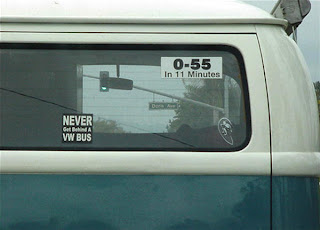 0-55
In 11 Minutes
NEVER
Get Behind A
VW BUS